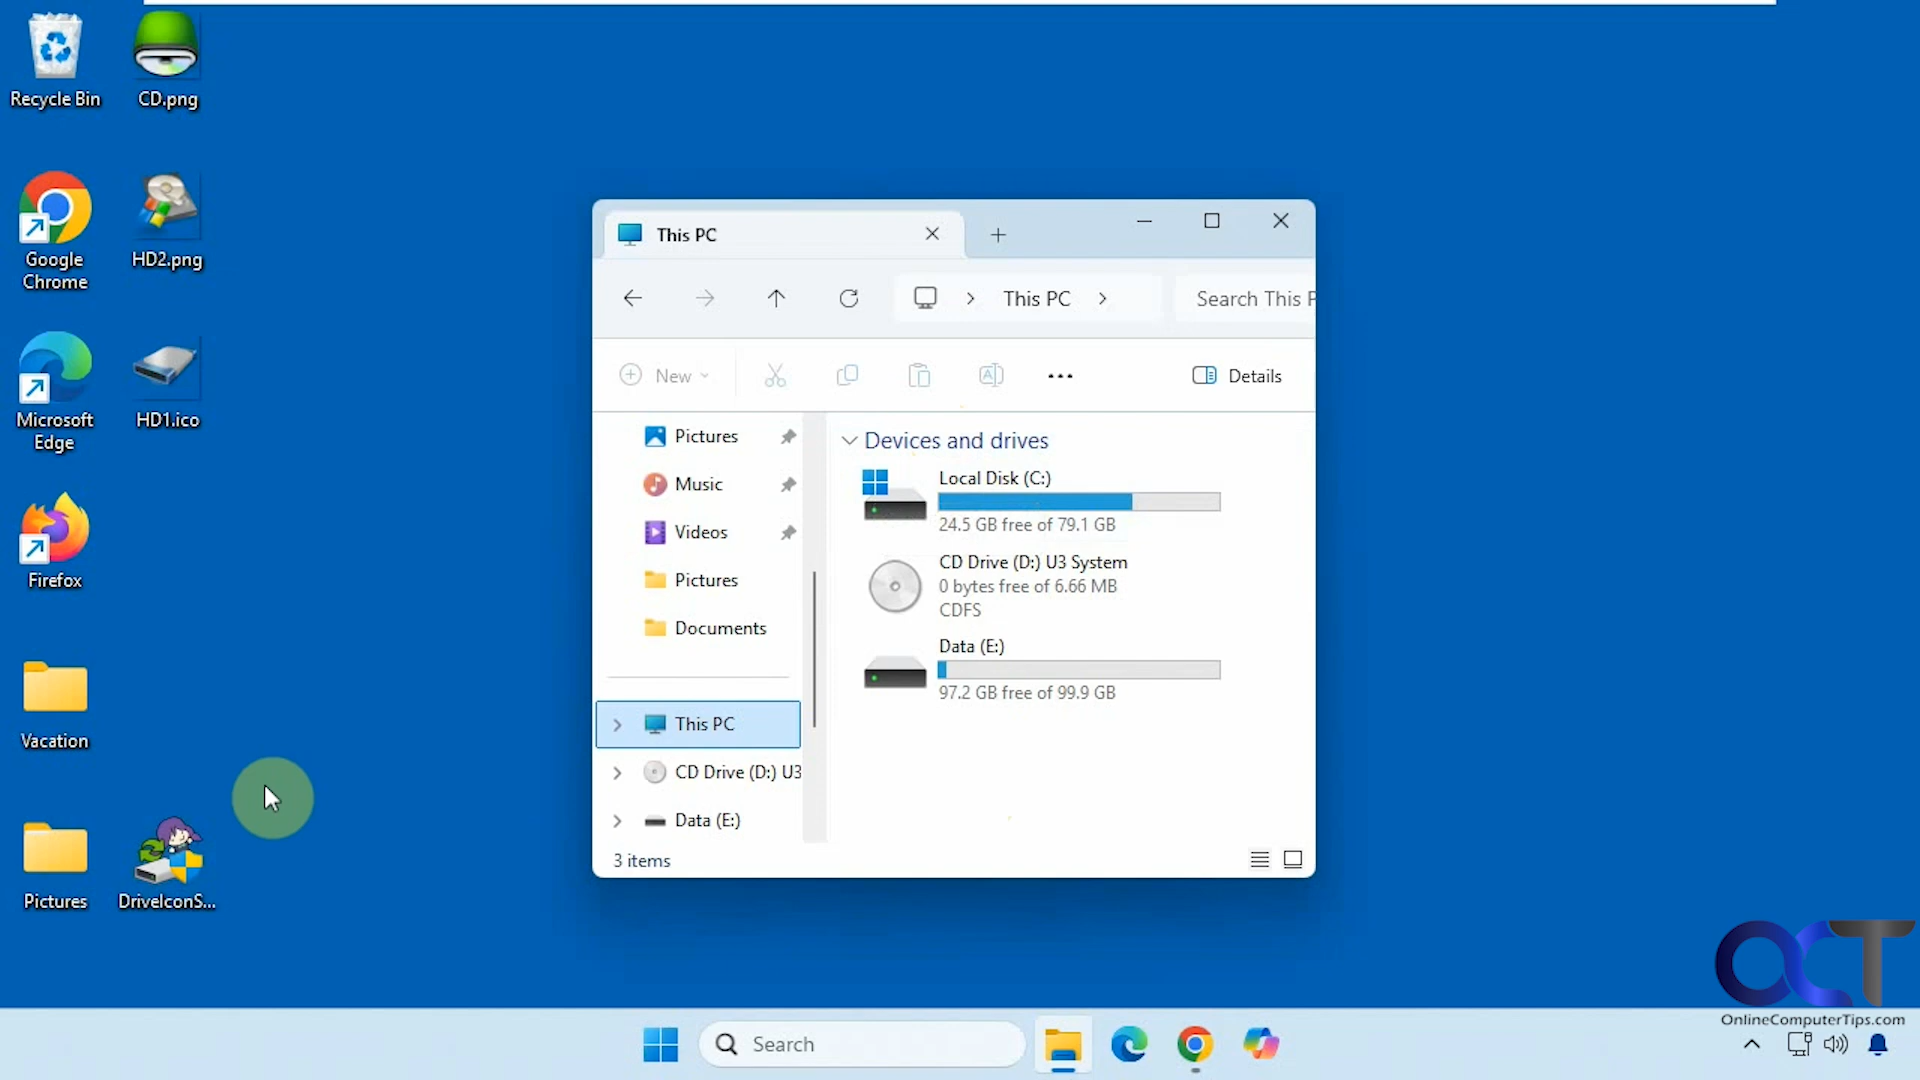 Recycle Bin
CD.png
Google
Chrome
HD2.png
Microsoft
Edge
HD1.ico
Firefox
Vacation
Pictures
DriveIconS...
This PC
This PC
Search This P
New
Details
Pictures
Music
Videos
Pictures
Documents
This PC
CD Drive (D:) U3
Data (E:)
Devices and drives
Local Disk (C:)
24.5 GB free of 79.1 GB
CD Drive (D:) U3 System
0 bytes free of 6.66 MB
CDFS
Data (E:)
97.2 GB free of 99.9 GB
3 items
OCT
OnlineComputerTips.com
Search